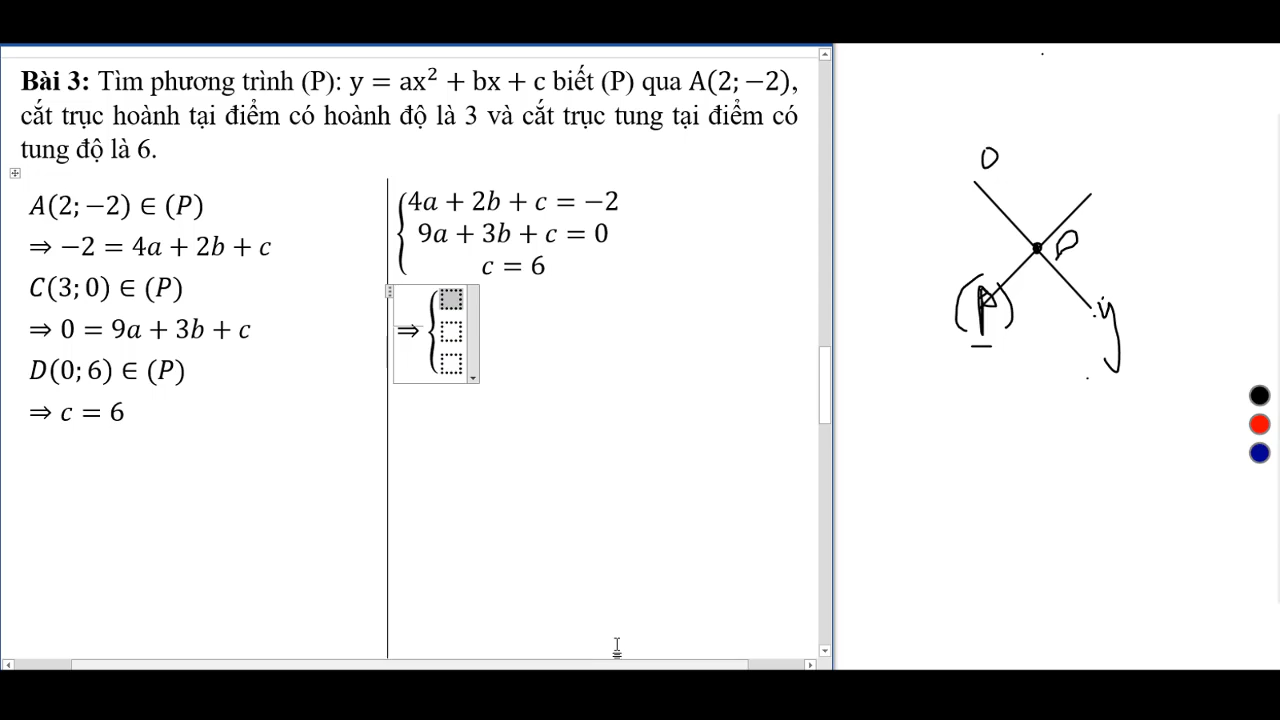 Bài 3: Tìm phương trình (P): y = ax² + bx + c biết (P) qua A(2; −2),
cắt trục hoành tại điểm có hoành độ là 3 và cắt trục tung tại điểm có
tung độ là 6.
A(2; −2) ∈ (P)
⇒ −2 = 4a + 2b + c
C(3; 0) ∈ (P)
⇒ 0 = 9a + 3b + c
D(0; 6) ∈ (P)
⇒ c = 6
4a + 2b + c = −2
9a + 3b + c = 0
c = 6
⇒
(P)
y